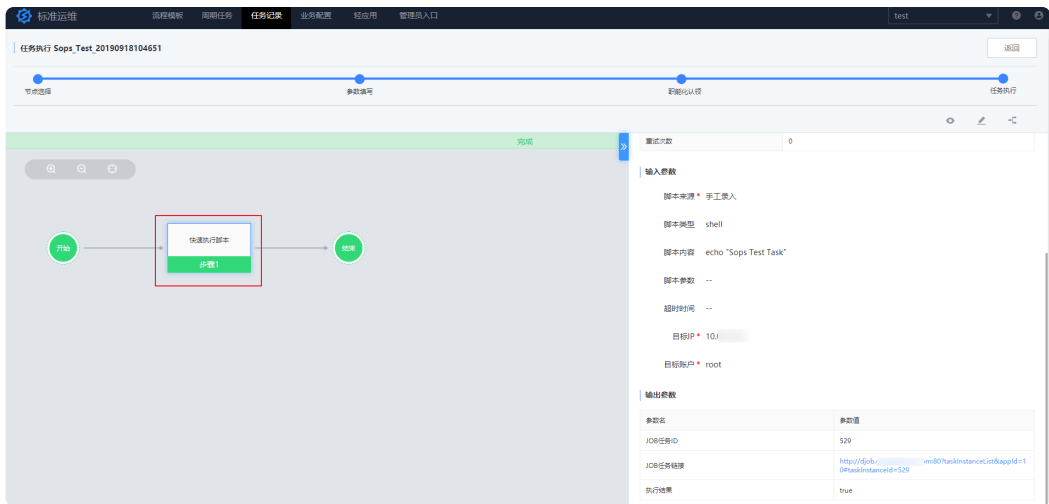 标准运维
流程模板 周期任务 任务记录 业务配置 轻应用 管理员入口
test
任务执行 Sops_Test_20190918104651
返回
节点选择 参数填写 职能化认领 任务执行
完成
重试次数 0
输入参数
脚本来源* 手工录入
脚本类型 shell
脚本内容 echo "Sops Test Task"
脚本参数 --
超时时间 --
目标IP* 10.
目标账户* root
开始
快速执行脚本
步骤1
结束
输出参数
参数名 参数值
JOB任务ID 529
JOB任务链接 http://djob. m:80?taskInstanceList&appId=1
0#taskInstanceId=529
执行结果 true